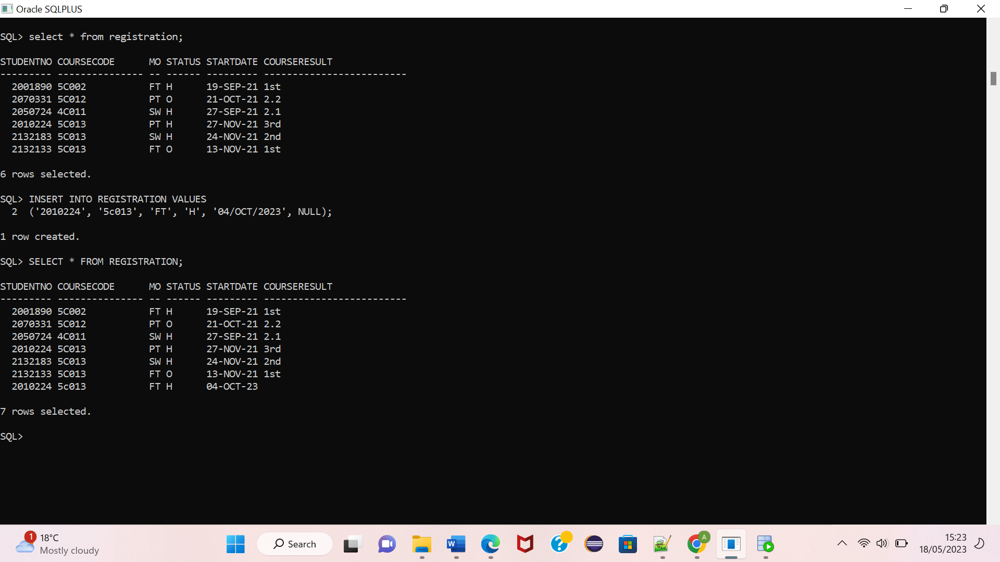 Oracle SQLPLUS
SQL> select * from registration;
STUDENTNO COURSECODE      MO STATUS STARTDATE COURSERESULT
--------- --------------- -- ------ --------- -------------------------
  2001890 5C002           FT H      19-SEP-21 1st
  2070331 5C012           PT O      21-OCT-21 2.2
  2050724 4C011           SW H      27-SEP-21 2.1
  2010224 5C013           PT H      27-NOV-21 3rd
  2132183 5C013           SW H      24-NOV-21 2nd
  2132133 5C013           FT O      13-NOV-21 1st
6 rows selected.
SQL> INSERT INTO REGISTRATION VALUES
  2  ('2010224', '5c013', 'FT', 'H', '04/OCT/2023', NULL);
1 row created.
SQL> SELECT * FROM REGISTRATION;
STUDENTNO COURSECODE      MO STATUS STARTDATE COURSERESULT
--------- --------------- -- ------ --------- -------------------------
  2001890 5C002           FT H      19-SEP-21 1st
  2070331 5C012           PT O      21-OCT-21 2.2
  2050724 4C011           SW H      27-SEP-21 2.1
  2010224 5C013           PT H      27-NOV-21 3rd
  2132183 5C013           SW H      24-NOV-21 2nd
  2132133 5C013           FT O      13-NOV-21 1st
  2010224 5c013           FT H      04-OCT-23
7 rows selected.
SQL>
1
18°C
Mostly cloudy
Search
W
?
A
15:23
18/05/2023